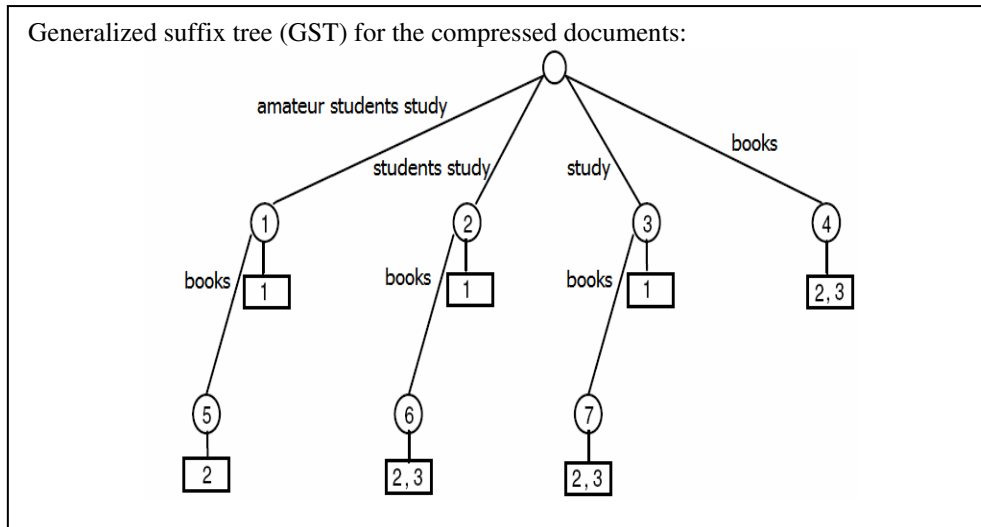 Generalized suffix tree (GST) for the compressed documents:
amateur students study
books
students study
study
1
2
3
4
books
books
books
1
1
1
2, 3
5
6
7
2
2, 3
2, 3